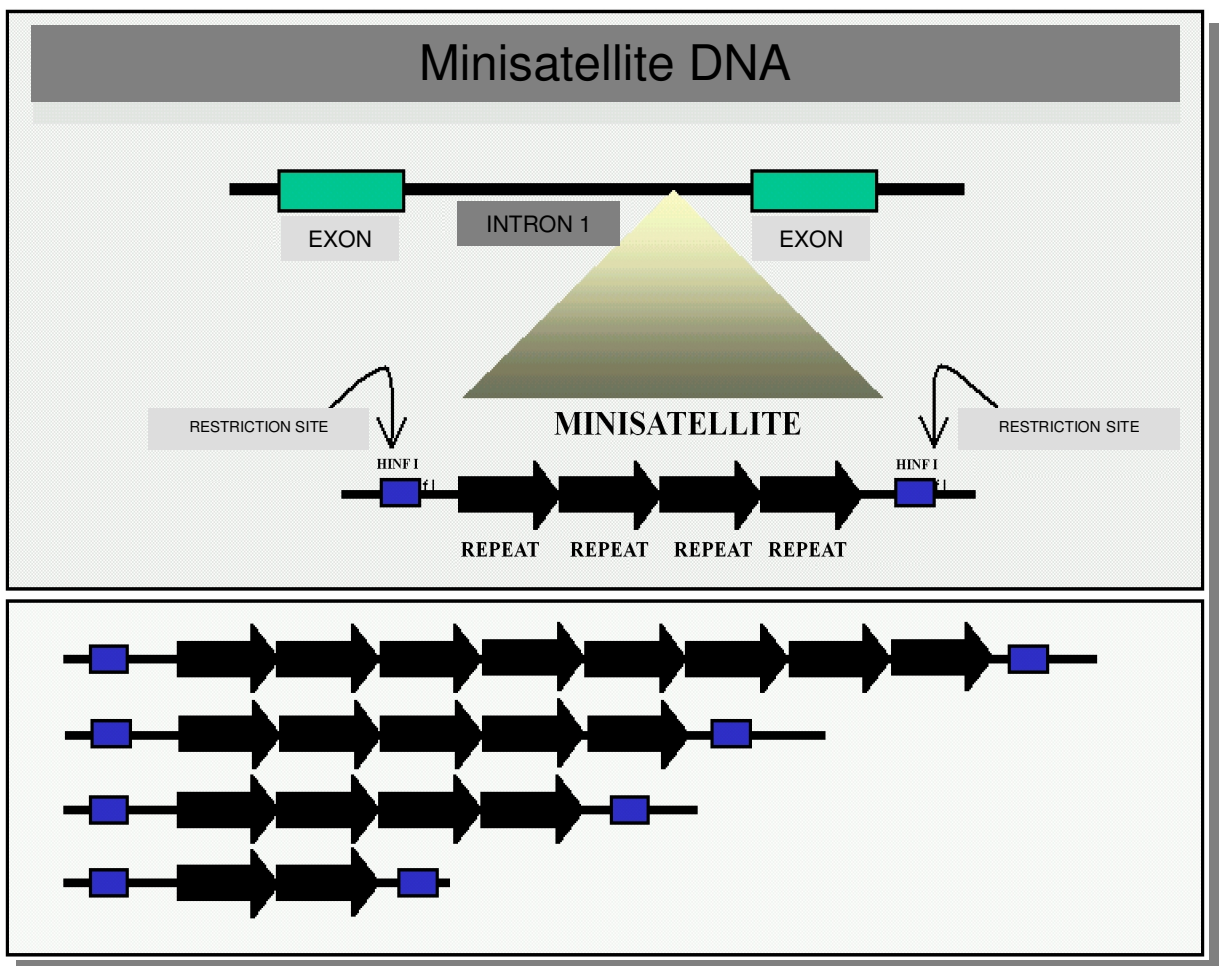 Minisatellite DNA
INTRON 1
EXON
EXON
RESTRICTION SITE
MINISATELLITE
RESTRICTION SITE
HINF I
HINF I
f I
f I
REPEAT REPEAT REPEAT REPEAT